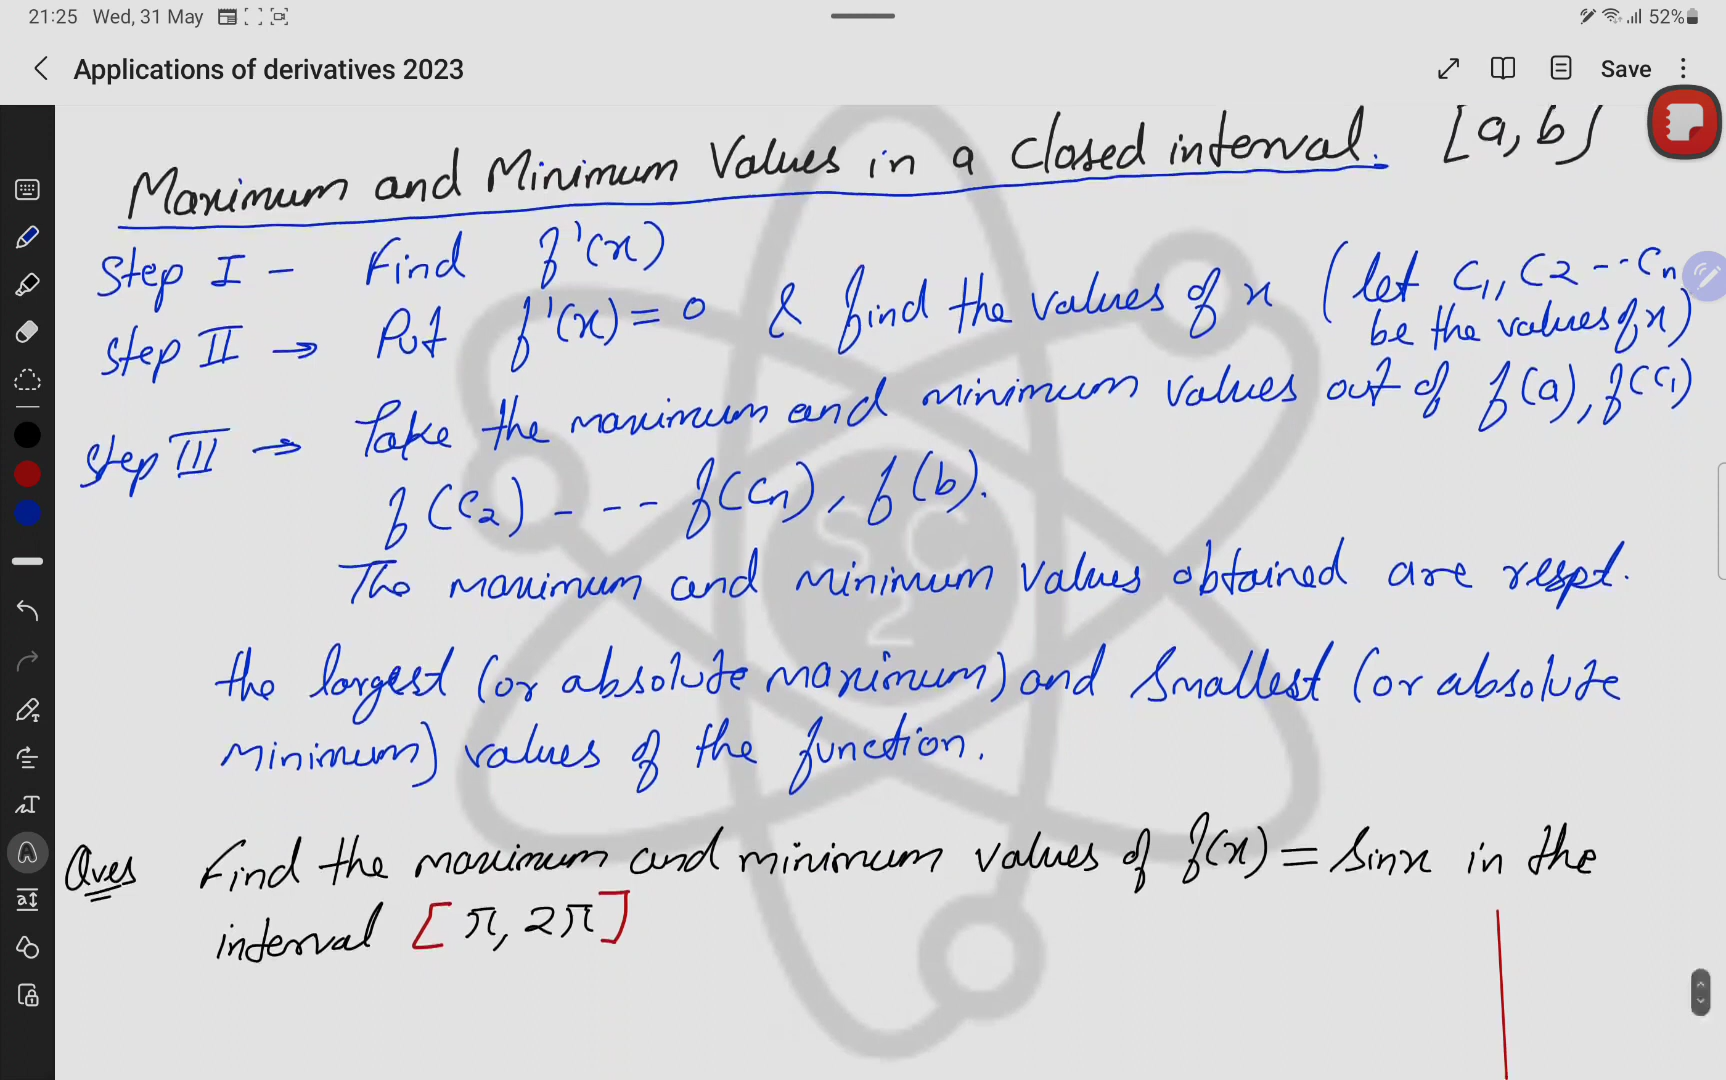 21:25 Wed, 31 May
52%
Applications of derivatives 2023
Save
Maximum and Minimum Values in a Closed interval. [a, b]
Step I - Find f'(x)
Step II → Put f'(x) = 0 & find the values of x (let C1, C2 --- Cn
be the values of x)
Step III → Take the maximum and minimum values out of f(a), f(C1)
f(C2) - - - - f(Cn), f(b).
The maximum and minimum values obtained are respt.
the largest (or absolute maximum) and smallest (or absolute
minimum) values of the function.
Ques Find the maximum and minimum values of f(x) = Sinx in the
interval [π, 2π]
SC
2